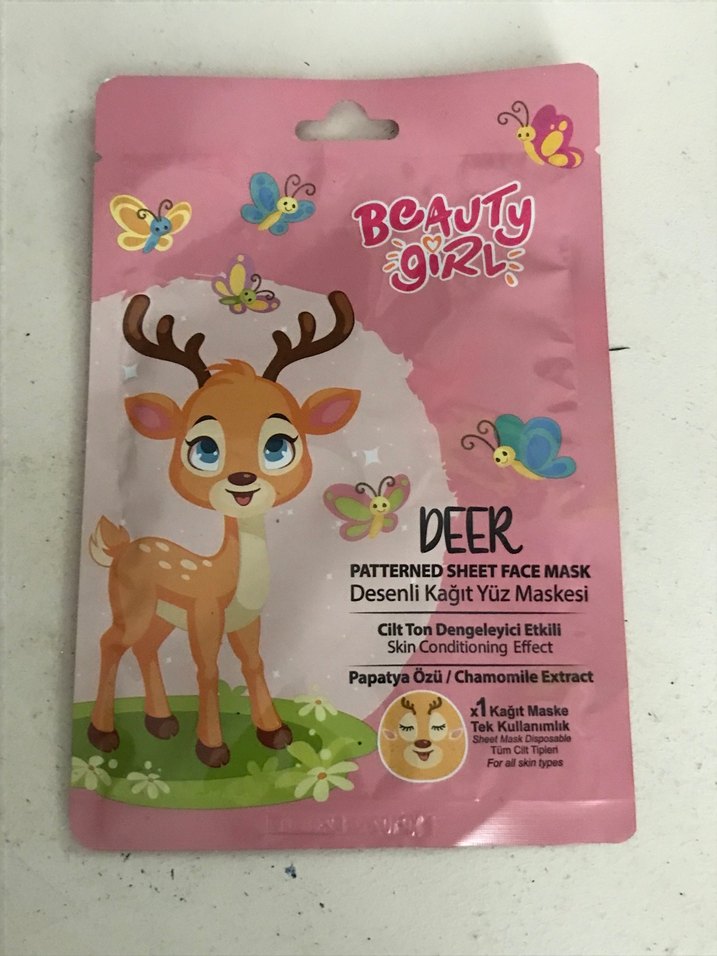 BEAUTY
GiRL
DEER
PATTERNED SHEET FACE MASK
Desenli Kağıt Yüz Maskesi
Cilt Ton Dengeleyici Etkili
Skin Conditioning Effect
Papatya Özü / Chamomile Extract
x1 Kağıt Maske
Tek Kullanımlık
Sheet Mask Disposable
Tüm Cilt Tipleri
For all skin types